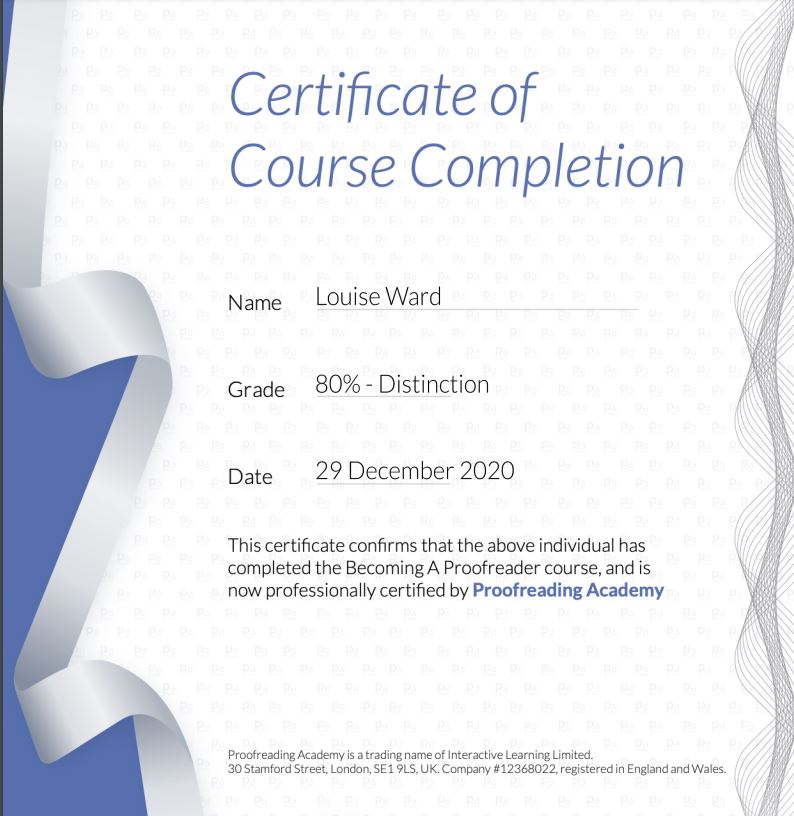 Certificate of
Course Completion
Name Louise Ward
Grade 80% - Distinction
Date 29 December 2020
This certificate confirms that the above individual has
completed the Becoming A Proofreader course, and is
now professionally certified by Proofreading Academy
Proofreading Academy is a trading name of Interactive Learning Limited.
30 Stamford Street, London, SE1 9LS, UK. Company #12368022, registered in England and Wales.